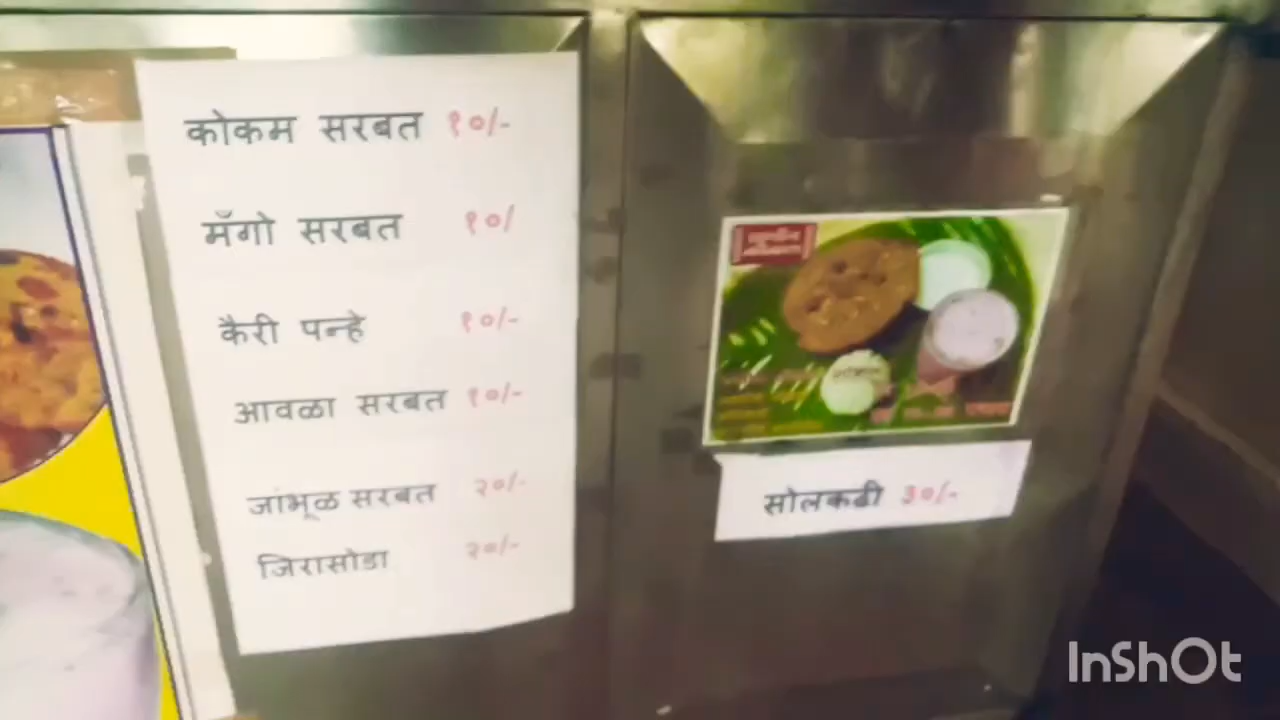 कोकम सरबत १०/-
मँगो सरबत १०/
कैरी पन्हे १०/-
आवळा सरबत १०/-
जांभूळ सरबत २०/-
जिरासोडा २०/-
सोलकढी ३०/-
InShOt